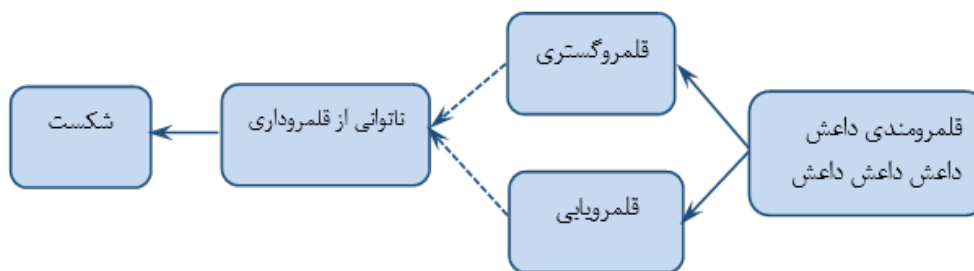 قلمرومندی داعش
داعش داعش داعش
قلمروگستری
قلمرویابی
ناتوانی از قلمروداری
شکست